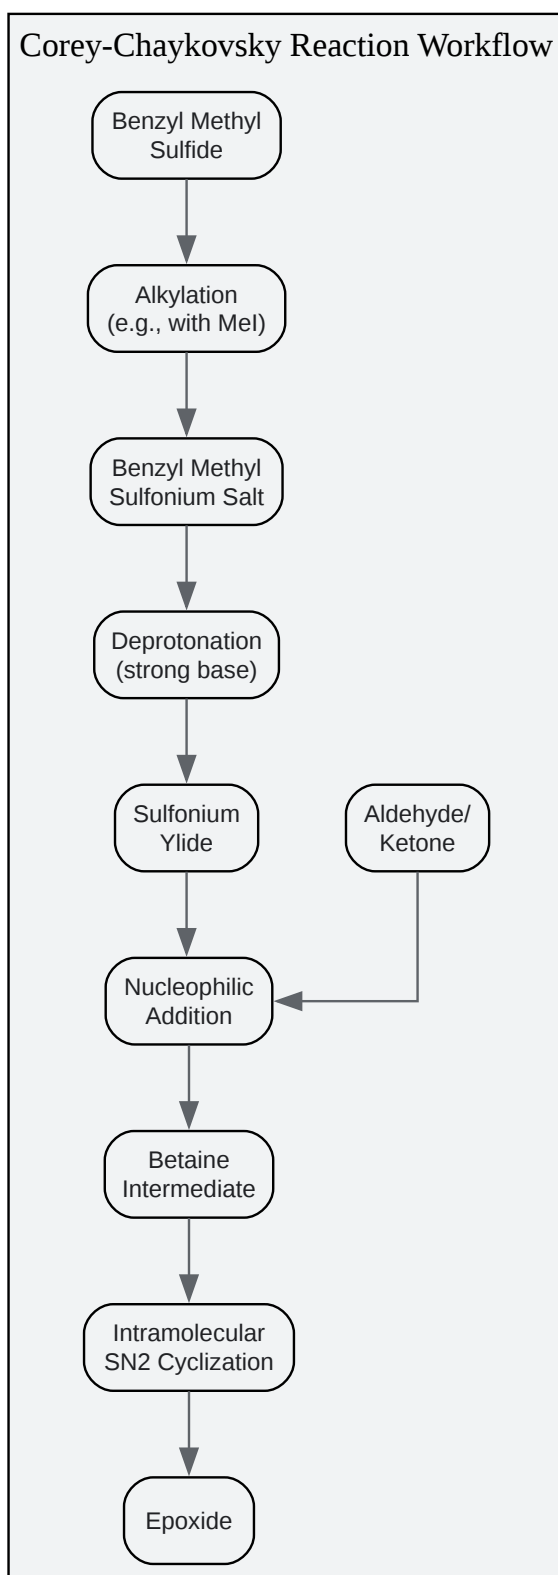 Corey-Chaykovsky Reaction Workflow
Benzyl Methyl
Sulfide
Alkylation
(e.g., with MeI)
Benzyl Methyl
Sulfonium Salt
Deprotonation
(strong base)
Sulfonium
Ylide
Aldehyde/
Ketone
Nucleophilic
Addition
Betaine
Intermediate
Intramolecular
SN2 Cyclization
Epoxide